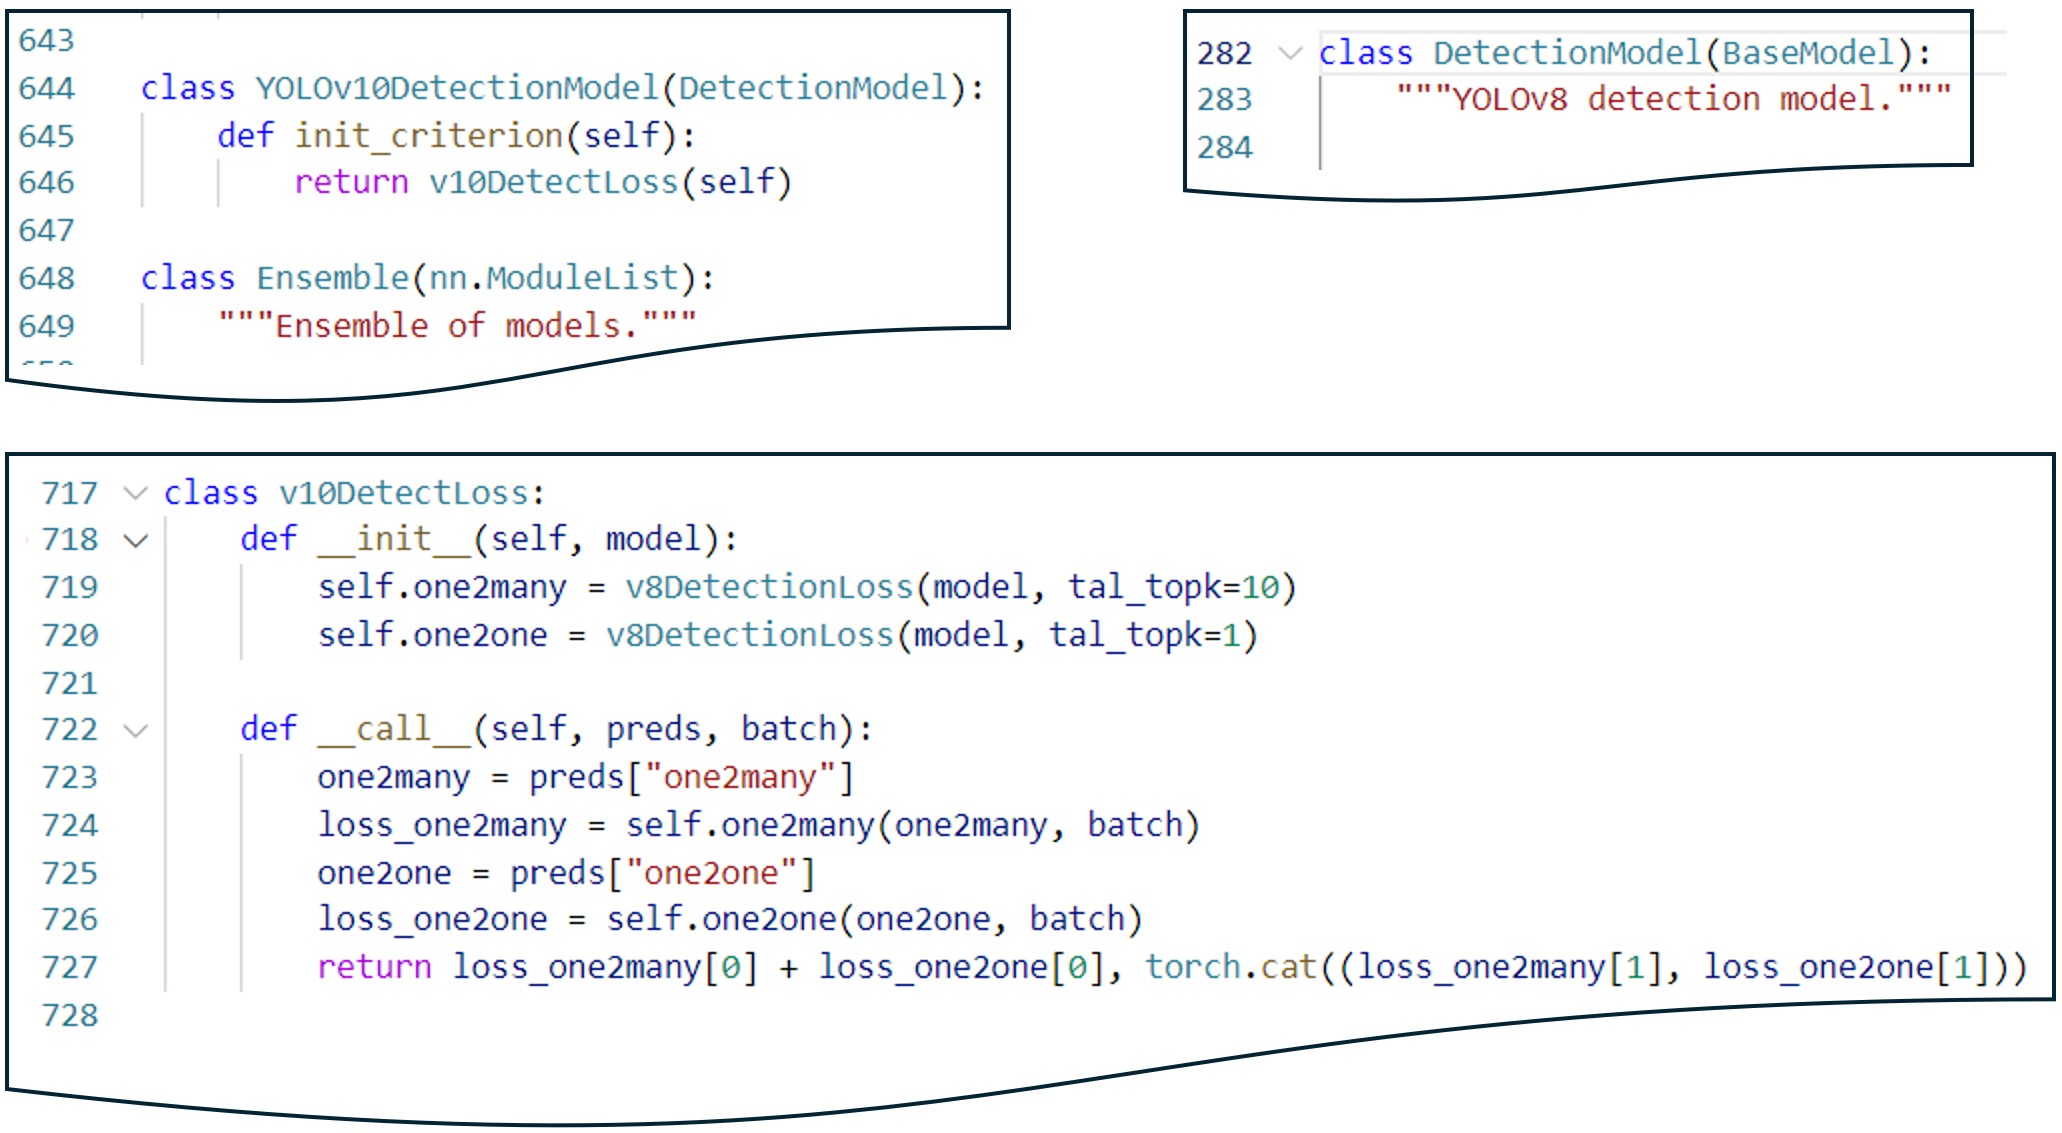 643
644 class YOLOv10DetectionModel(DetectionModel):
645 def init_criterion(self):
646 return v10DetectLoss(self)
647
648 class Ensemble(nn.ModuleList):
649 """Ensemble of models."""
282 class DetectionModel(BaseModel):
283 """YOLOv8 detection model."""
284
717 class v10DetectLoss:
718 def __init__(self, model):
719 self.one2many = v8DetectionLoss(model, tal_topk=10)
720 self.one2one = v8DetectionLoss(model, tal_topk=1)
721
722 def __call__(self, preds, batch):
723 one2many = preds["one2many"]
724 loss_one2many = self.one2many(one2many, batch)
725 one2one = preds["one2one"]
726 loss_one2one = self.one2one(one2one, batch)
727 return loss_one2many[0] + loss_one2one[0], torch.cat((loss_one2many[1], loss_one2one[1]))
728